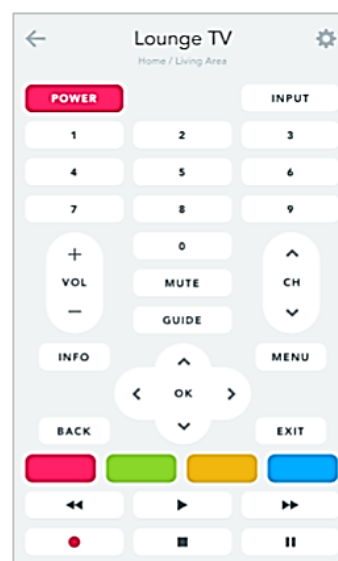 Lounge TV
Home / Living Area
POWER INPUT
1 2 3
4 5 6
7 8 9
0
VOL MUTE CH
GUIDE
INFO MENU
OK
BACK EXIT